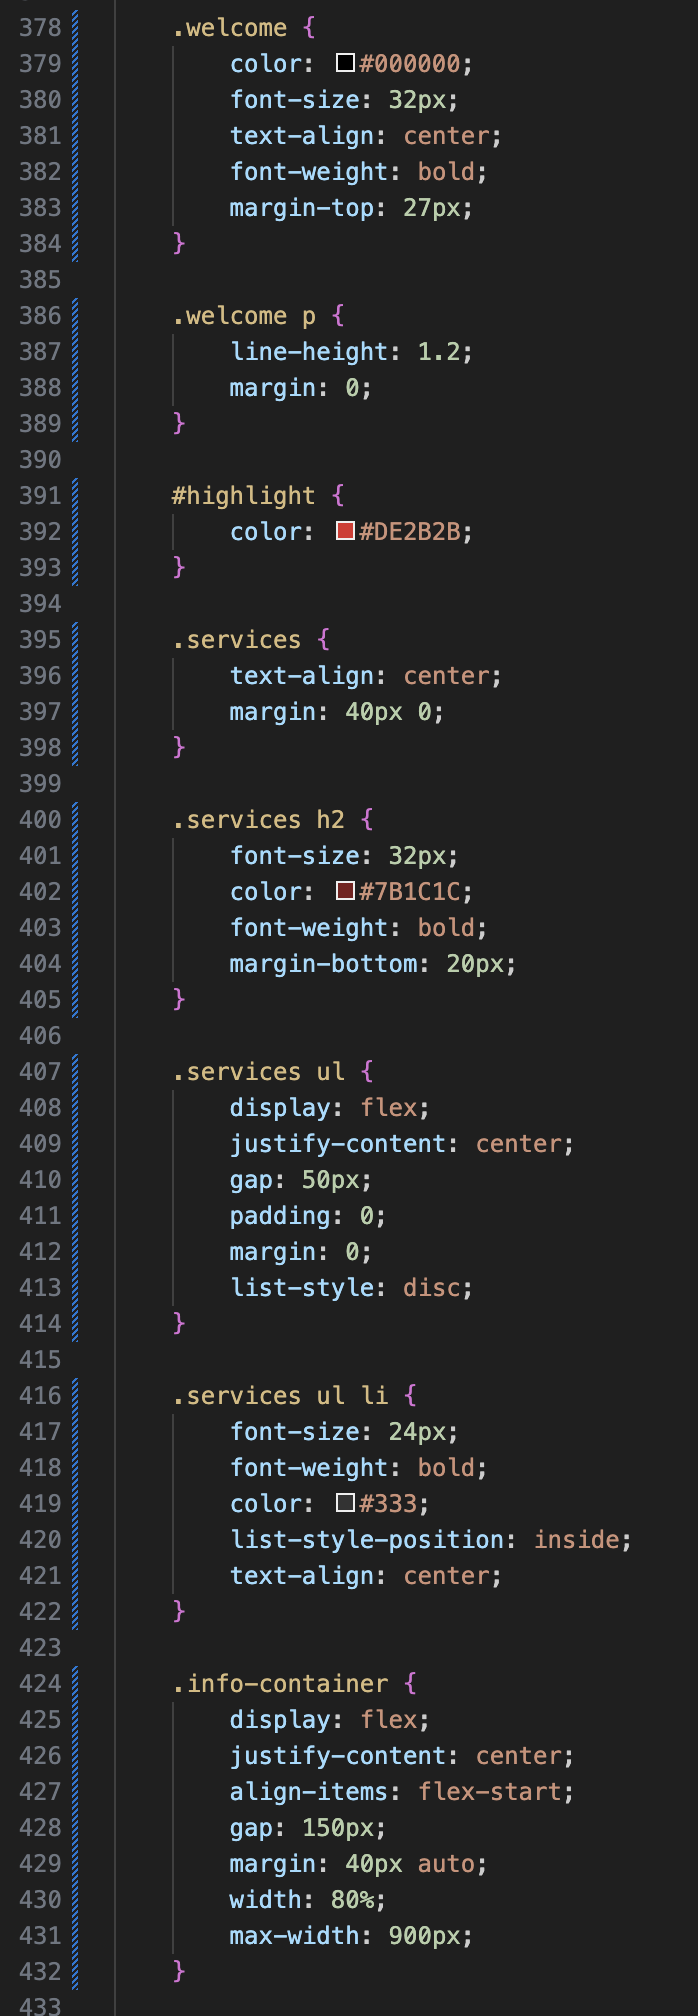 378 .welcome {
379 color: #000000;
380 font-size: 32px;
381 text-align: center;
382 font-weight: bold;
383 margin-top: 27px;
384 }
385
386 .welcome p {
387 line-height: 1.2;
388 margin: 0;
389 }
390
391 #highlight {
392 color: #DE2B2B;
393 }
394
395 .services {
396 text-align: center;
397 margin: 40px 0;
398 }
399
400 .services h2 {
401 font-size: 32px;
402 color: #7B1C1C;
403 font-weight: bold;
404 margin-bottom: 20px;
405 }
406
407 .services ul {
408 display: flex;
409 justify-content: center;
410 gap: 50px;
411 padding: 0;
412 margin: 0;
413 list-style: disc;
414 }
415
416 .services ul li {
417 font-size: 24px;
418 font-weight: bold;
419 color: #333;
420 list-style-position: inside;
421 text-align: center;
422 }
423
424 .info-container {
425 display: flex;
426 justify-content: center;
427 align-items: flex-start;
428 gap: 150px;
429 margin: 40px auto;
430 width: 80%;
431 max-width: 900px;
432 }
433